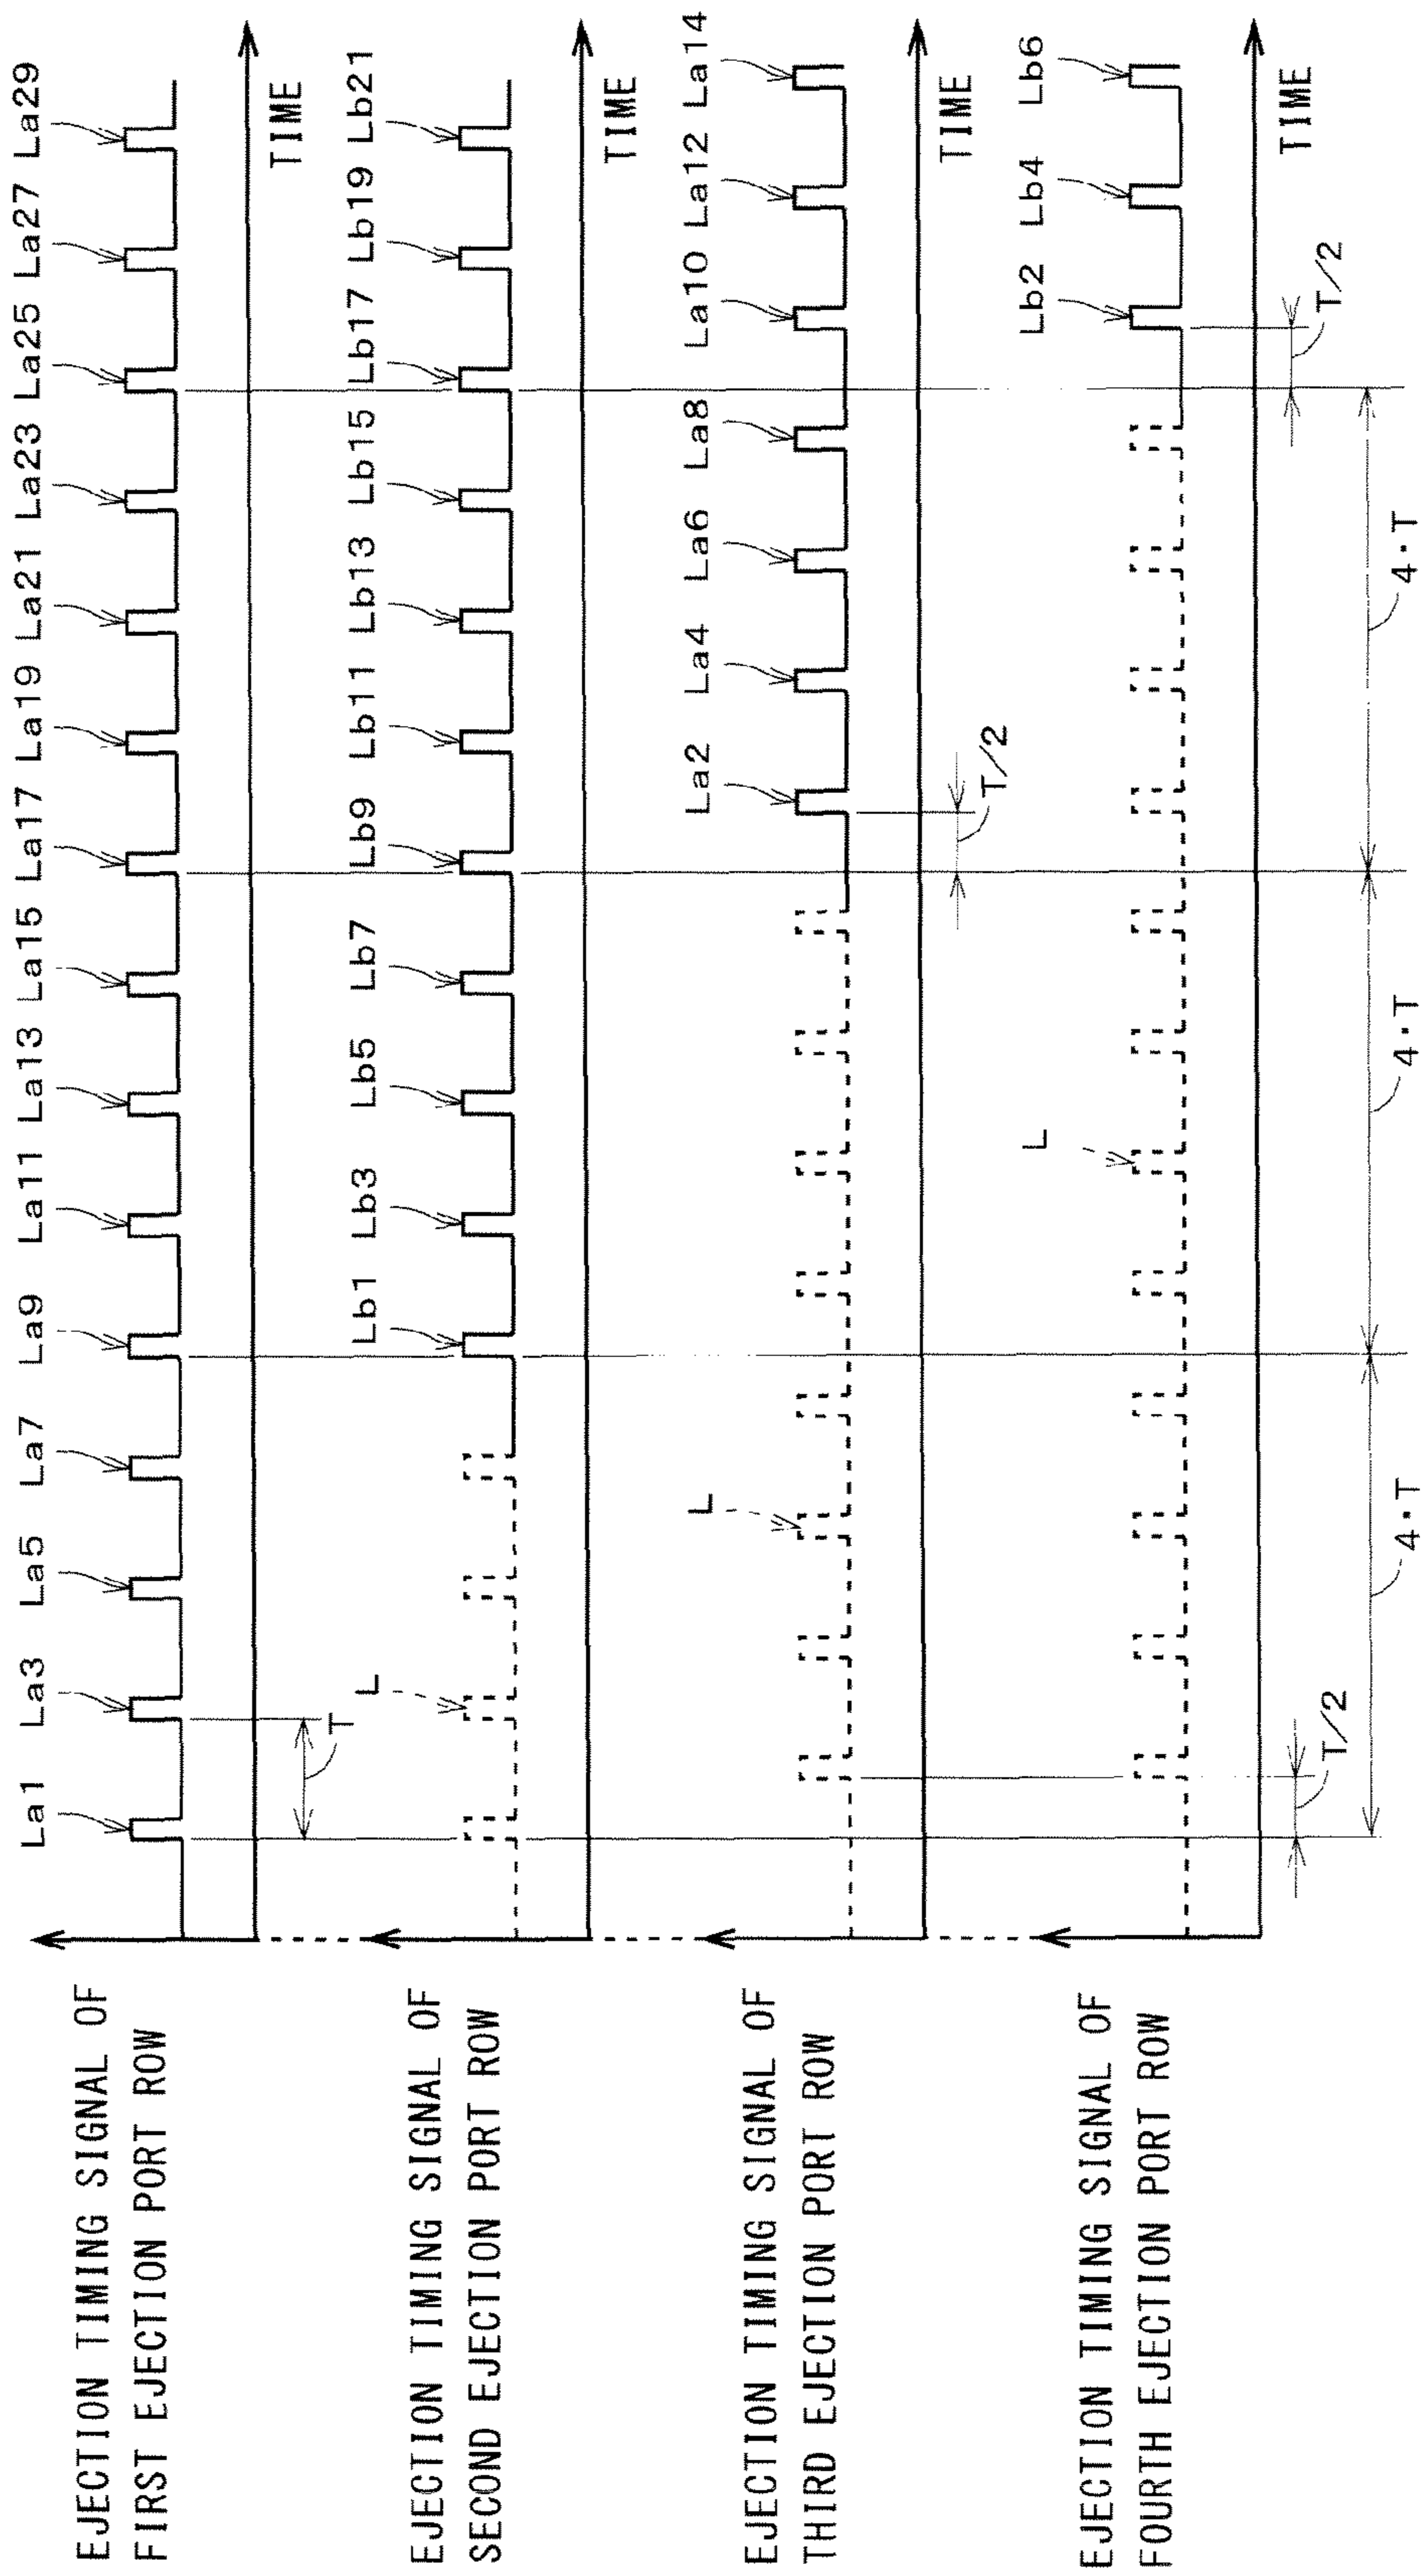 EJECTION TIMING SIGNAL OF
FIRST EJECTION PORT ROW
La1 La3 La5 La7 La9 La11 La13 La15 La17 La19 La21 La23 La25 La27 La29
T
TIME
EJECTION TIMING SIGNAL OF
SECOND EJECTION PORT ROW
L Lb1 Lb3 Lb5 Lb7 Lb9 Lb11 Lb13 Lb15 Lb17 Lb19 Lb21
TIME
EJECTION TIMING SIGNAL OF
THIRD EJECTION PORT ROW
L La2 La4 La6 La8 La10 La12 La14
T/2
TIME
EJECTION TIMING SIGNAL OF
FOURTH EJECTION PORT ROW
L Lb2 Lb4 Lb6
T/2 T/2
TIME
4·T 4·T 4·T